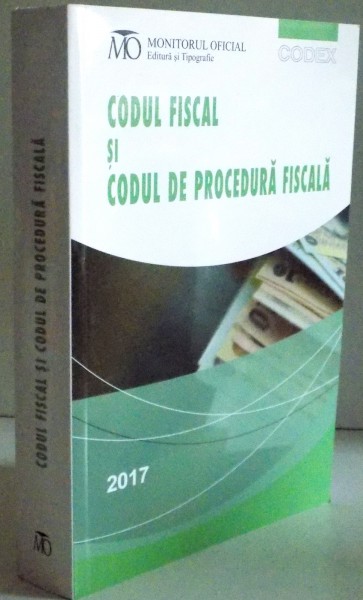 MO MONITORUL OFICIAL
Editură și Tipografie
CODEX
CODUL FISCAL
ȘI
CODUL DE PROCEDURĂ FISCALĂ
2017
CODUL FISCAL ȘI CODUL DE PROCEDURĂ FISCALĂ
MO